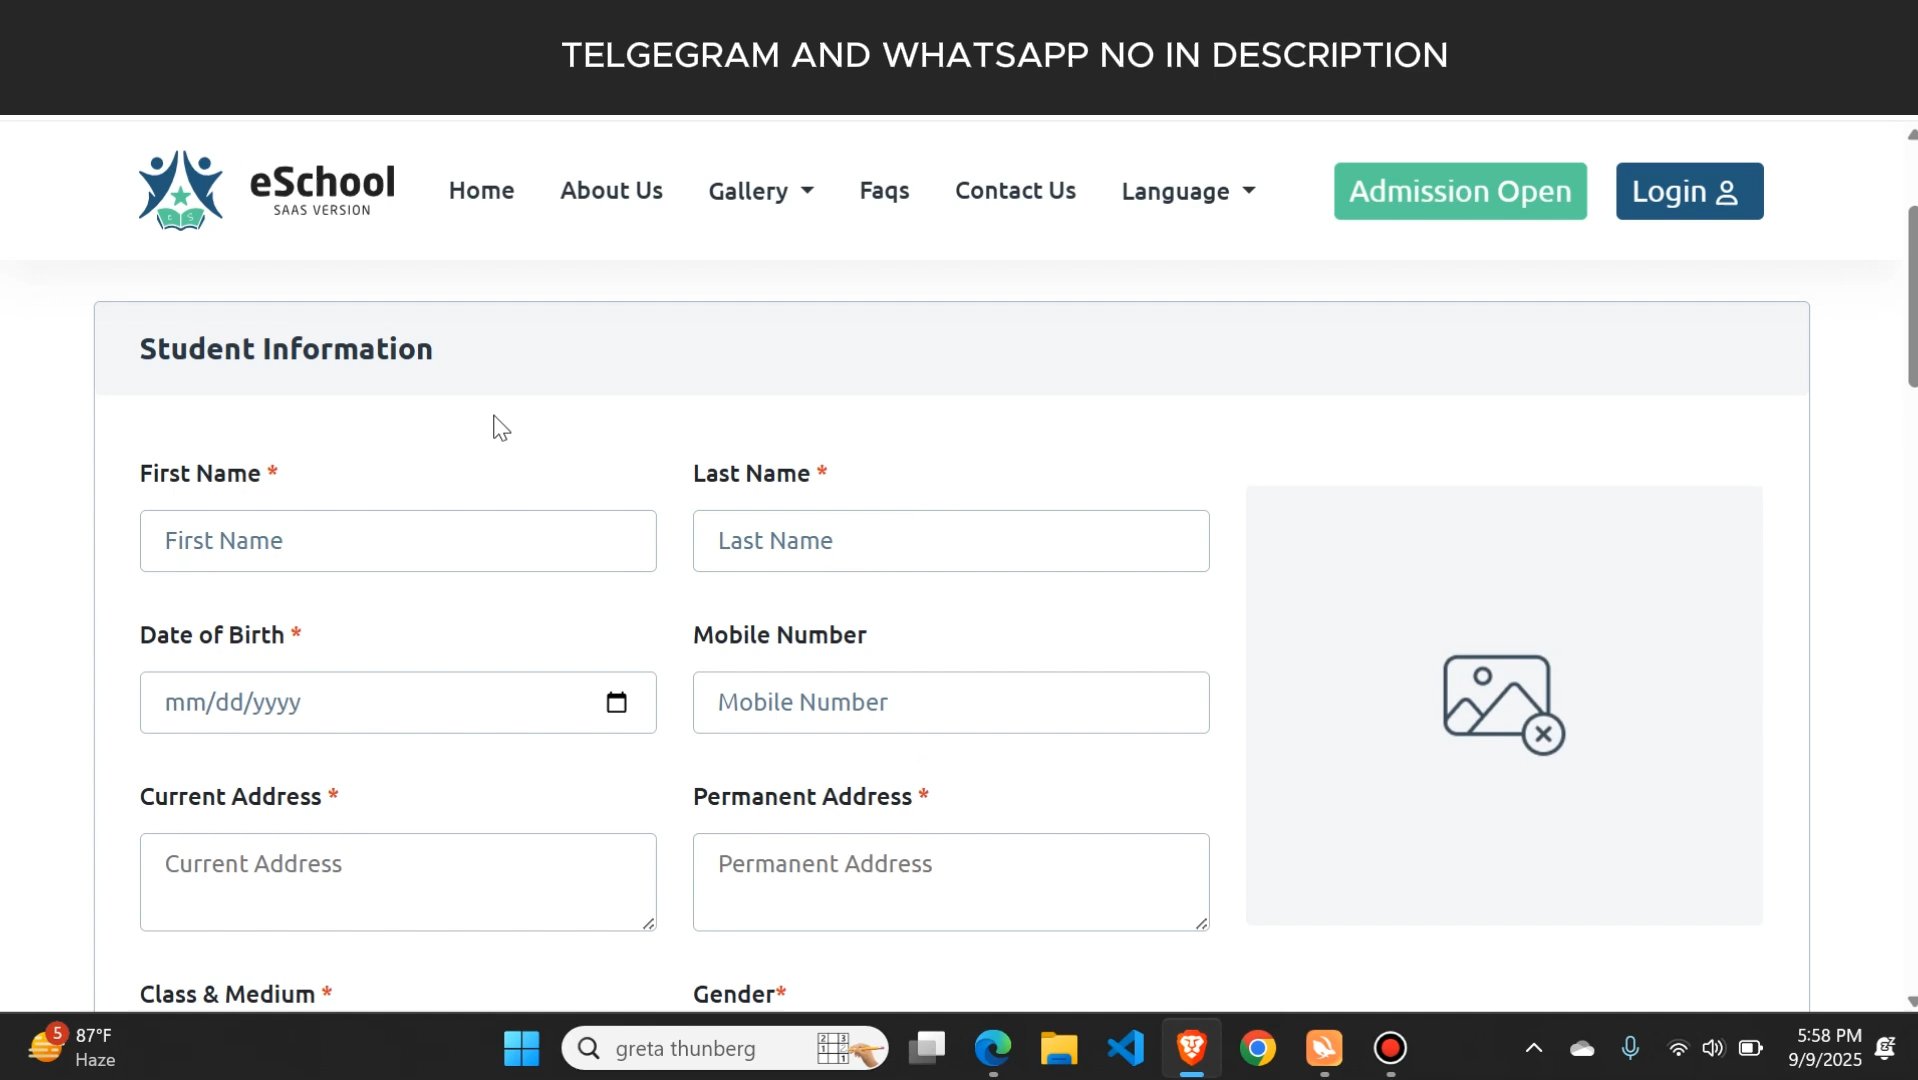 TELGEGRAM AND WHATSAPP NO IN DESCRIPTION
eSchool
SAAS VERSION
Home
About Us
Gallery
Faqs
Contact Us
Language
Admission Open
Login
Student Information
First Name *
Last Name *
First Name
Last Name
Date of Birth *
Mobile Number
mm/dd/yyyy
Mobile Number
Current Address *
Permanent Address *
Current Address
Permanent Address
Class & Medium *
Gender*
5
87°F
Haze
greta thunberg
5:58 PM
9/9/2025